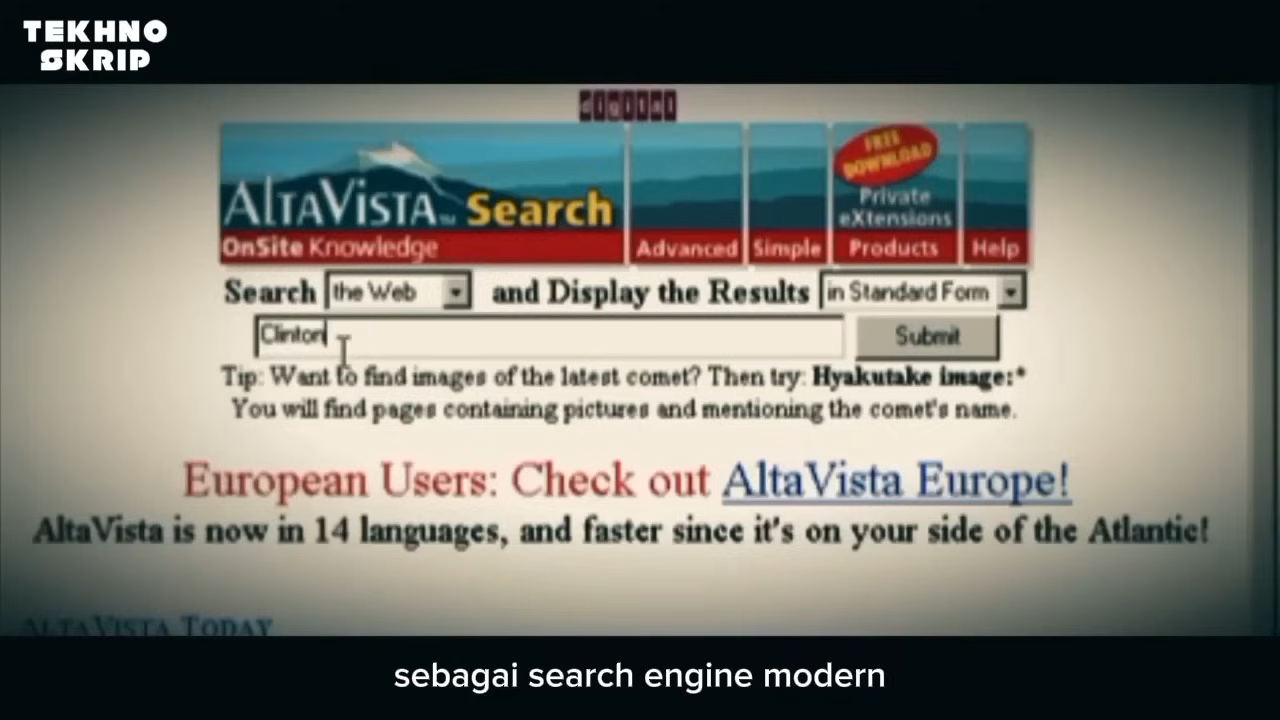 TEKHNO
SKRIP
digital
ALTAVISTA™ Search
FREE
DOWNLOAD
Private
eXtensions
OnSite Knowledge
Advanced
Simple
Products
Help
Search the Web and Display the Results in Standard Form
Clinton Submit
Tip: Want to find images of the latest comet? Then try: Hyakutake image:*
You will find pages containing pictures and mentioning the comet's name.
European Users: Check out AltaVista Europe!
AltaVista is now in 14 languages, and faster since it's on your side of the Atlantic!
ALTAVISTA TODAY
sebagai search engine modern